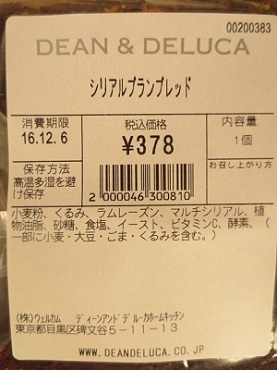 00200383
DEAN & DELUCA
シリアルブランブレッド
消費期限 税込価格 内容量
16.12. 6 ¥378 1個
保存方法 お召し上がり方
高温多湿を避
け保存
2 000046 300810
小麦粉、くるみ、ラムレーズン、マルチシリアル、植
物油脂、砂糖、食塩、イースト、ビタミンC、酵素、（
一部に小麦・大豆・ごま・くるみを含む。）
(株)ウェルカム ディーンアンドデルーカホームキッチン
東京都目黒区碑文谷５－１１－１３
WWW.DEANDELUCA.CO.JP